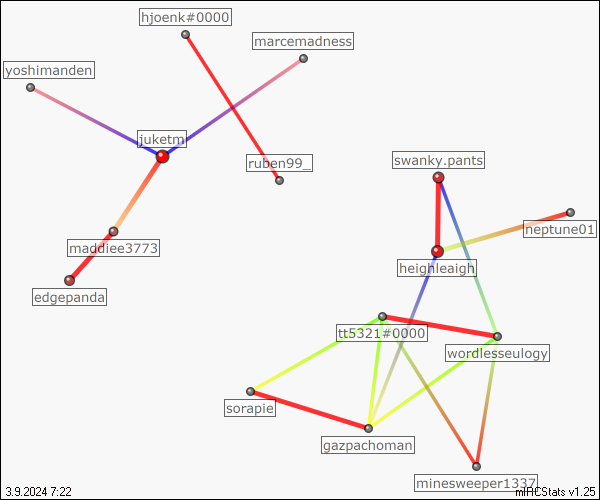 hjoenk#0000
marcemadness
yoshimanden
juketm
ruben99_
swanky.pants
neptune01
maddiee3773
heighleaigh
edgepanda
tt5321#0000
wordlesseulogy
sorapie
gazpachoman
minesweeper1337
3.9.2024 7:22
mIRCStats v1.25